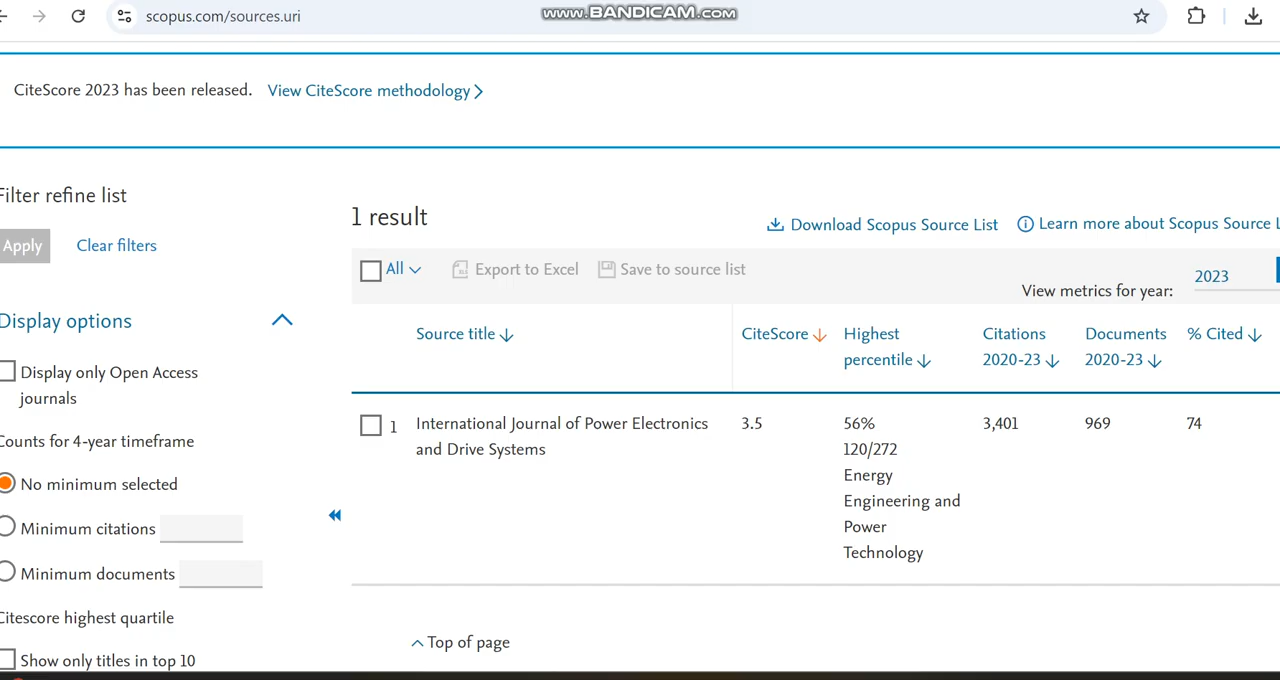 scopus.com/sources.uri
www.BANDICAM.com
CiteScore 2023 has been released. View CiteScore methodology
Filter refine list
Apply
Clear filters
Display options
Display only Open Access
journals
Counts for 4-year timeframe
No minimum selected
Minimum citations
Minimum documents
Citescore highest quartile
Show only titles in top 10
1 result
Download Scopus Source List
Learn more about Scopus Source L
All
Export to Excel
Save to source list
View metrics for year:
2023
Source title
CiteScore
Highest
percentile
Citations
2020-23
Documents
2020-23
% Cited
1
International Journal of Power Electronics
and Drive Systems
3.5
56%
120/272
Energy
Engineering and
Power
Technology
3,401
969
74
Top of page